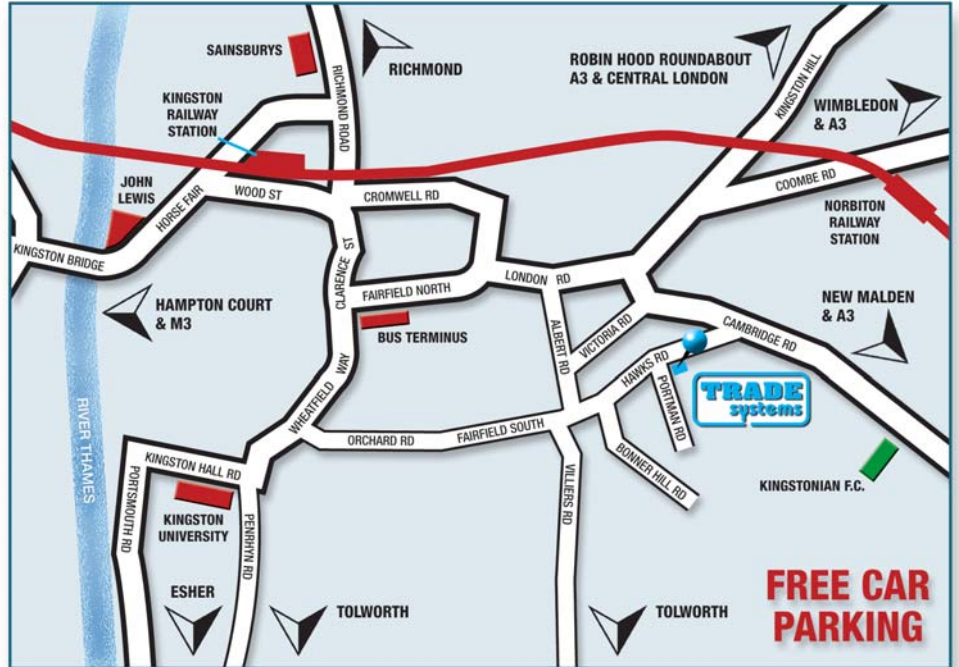 SAINSBURYS
RICHMOND ROAD
RICHMOND
ROBIN HOOD ROUNDABOUT
A3 & CENTRAL LONDON
KINGSTON HILL
WIMBLEDON
& A3
KINGSTON
RAILWAY
STATION
JOHN
LEWIS
HORSE FAIR
WOOD ST
CROMWELL RD
COOMBE RD
NORBITON
RAILWAY
STATION
KINGSTON BRIDGE
HAMPTON COURT
& M3
CLARENCE ST
FAIRFIELD NORTH
LONDON RD
BUS TERMINUS
ALBERT RD
VICTORIA RD
NEW MALDEN
& A3
CAMBRIDGE RD
HAWKS RD
PORTMAN RD
TRADE
systems
RIVER THAMES
WHEATFIELD WAY
ORCHARD RD
FAIRFIELD SOUTH
BONNER HILL RD
VILLIERS RD
KINGSTONIAN F.C.
KINGSTON HALL RD
PORTSMOUTH RD
KINGSTON
UNIVERSITY
PENRHYN RD
ESHER
TOLWORTH
TOLWORTH
FREE CAR
PARKING